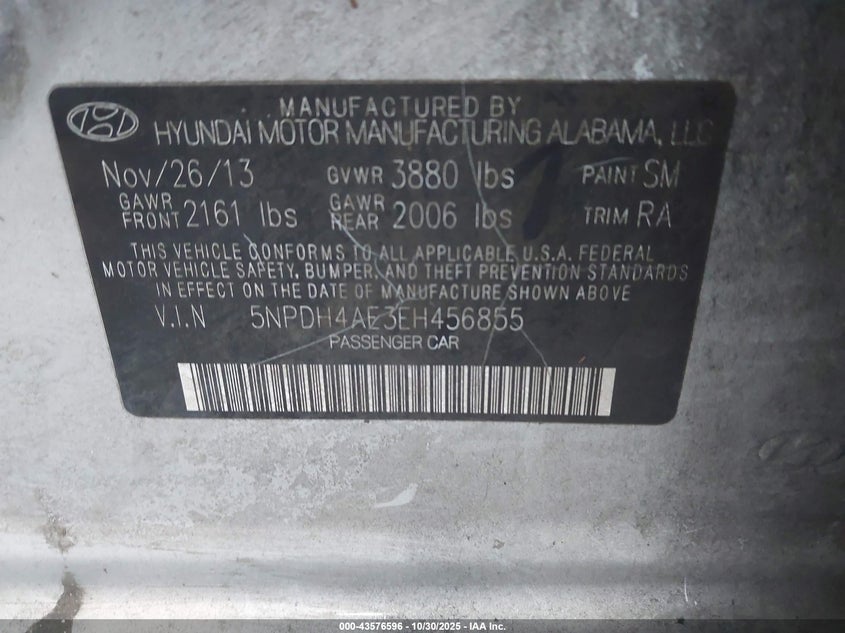 MANUFACTURED BY
HYUNDAI MOTOR MANUFACTURING ALABAMA, LLC
Nov/26/13 GVWR 3880 lbs PAINT SM
GAWR FRONT 2161 lbs GAWR REAR 2006 lbs TRIM RA
THIS VEHICLE CONFORMS TO ALL APPLICABLE U.S.A. FEDERAL
MOTOR VEHICLE SAFETY, BUMPER, AND THEFT PREVENTION STANDARDS
IN EFFECT ON THE DATE OF MANUFACTURE SHOWN ABOVE
V.I.N 5NPDH4AE3EH456855
PASSENGER CAR
000-43576596 - 10/30/2025 - IAA Inc.